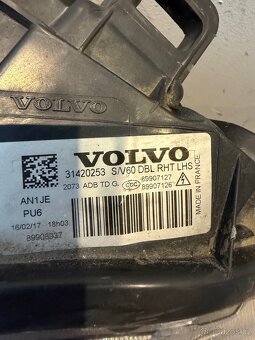 VOLVO
VOLVO
31420253 S/V60 DBL RHT LHS
2073 ADB TD G.
89907127
89907126
MADE IN FRANCE
AN1JE
PU6
16/02/17 - 18h03